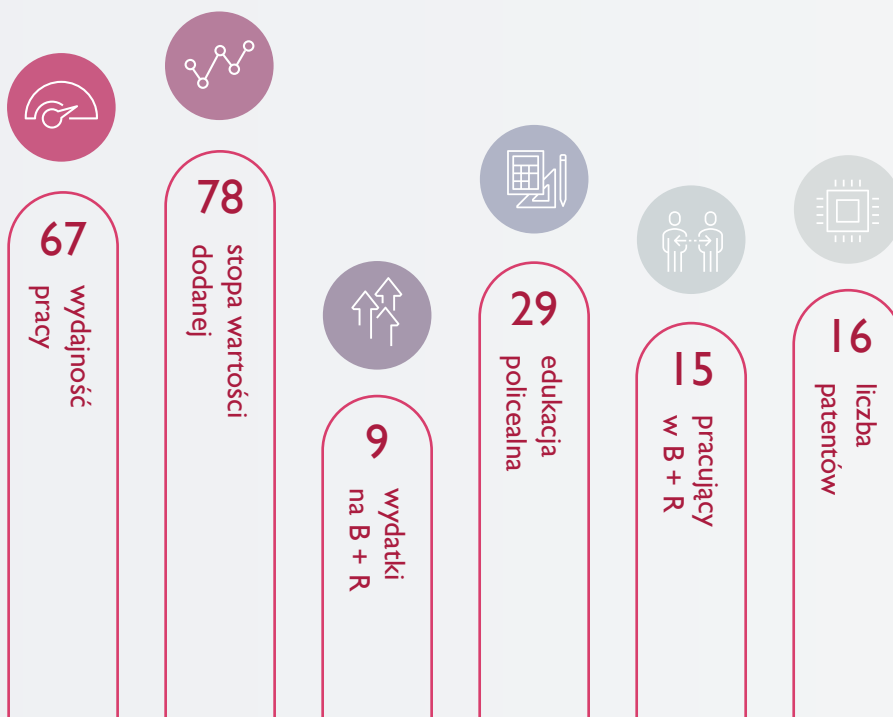 67
wydajność
pracy
78
stopa wartości
dodanej
9
wydatki
na B + R
29
edukacja
policealna
15
pracujący
w B + R
16
liczba
patentów